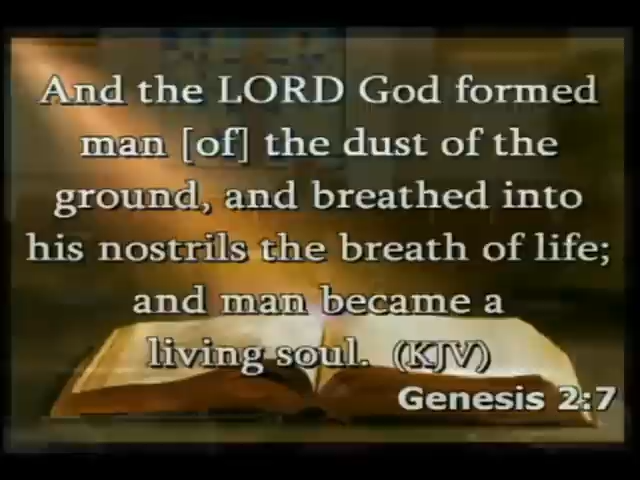 And the LORD God formed
man [of] the dust of the
ground, and breathed into
his nostrils the breath of life;
and man became a
living soul. (KJV)
Genesis 2:7